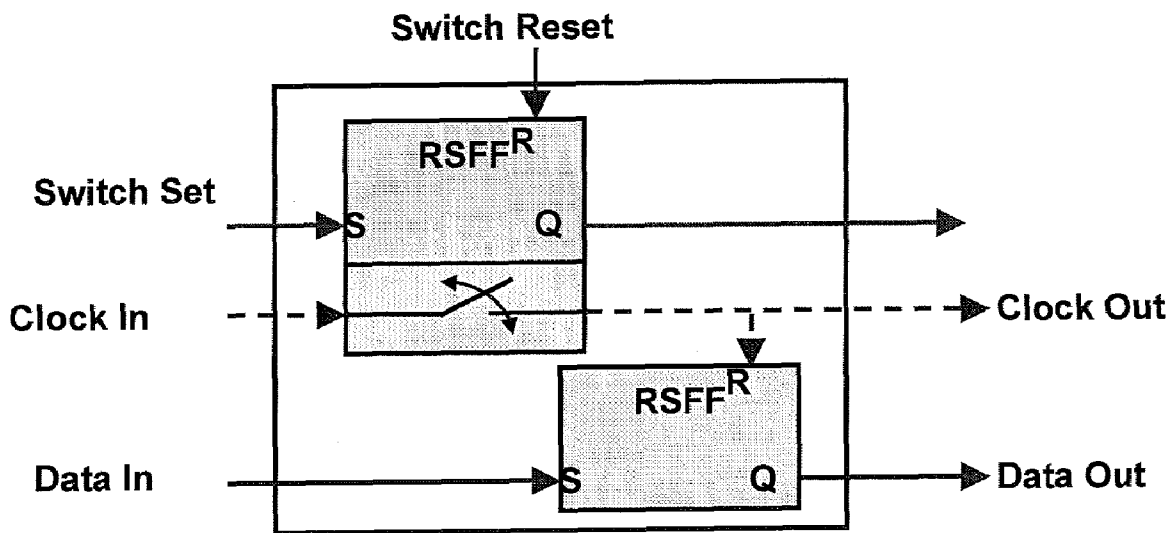 Switch Reset
RSFF R
Switch Set
S Q
Clock In
Clock Out
RSFF R
Data In
S Q
Data Out